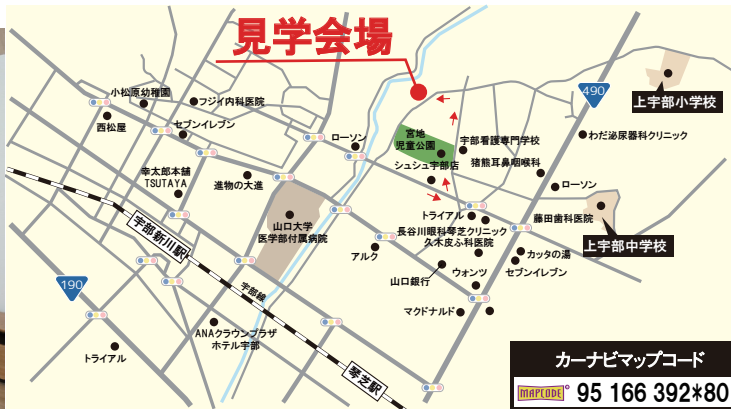 見学会場
490
上宇部小学校
小松原幼稚園
フジイ内科医院
西松屋
セブンイレブン
ローソン
宮地
児童公園
宇部看護専門学校
わだ泌尿器科クリニック
シュシュ宇部店
猪熊耳鼻咽喉科
幸太郎本舗
TSUTAYA
進物の大進
ローソン
山口大学
医学部付属病院
トライアル
藤田歯科医院
長谷川眼科琴芝クリニック
久木皮ふ科医院
上宇部中学校
宇部新川駅
アルク
カッタの湯
セブンイレブン
山口銀行
ウォンツ
190
宇部線
マクドナルド
ANAクラウンプラザ
ホテル宇部
トライアル
琴芝駅
カーナビマップコード
MAPCODE® 95 166 392*80